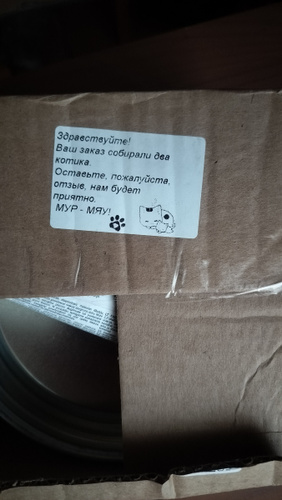 Здравствуйте!
Ваш заказ собирали два
котика.
Оставьте, пожалуйста,
отзыв, нам будет
приятно.
МУР - МЯУ!